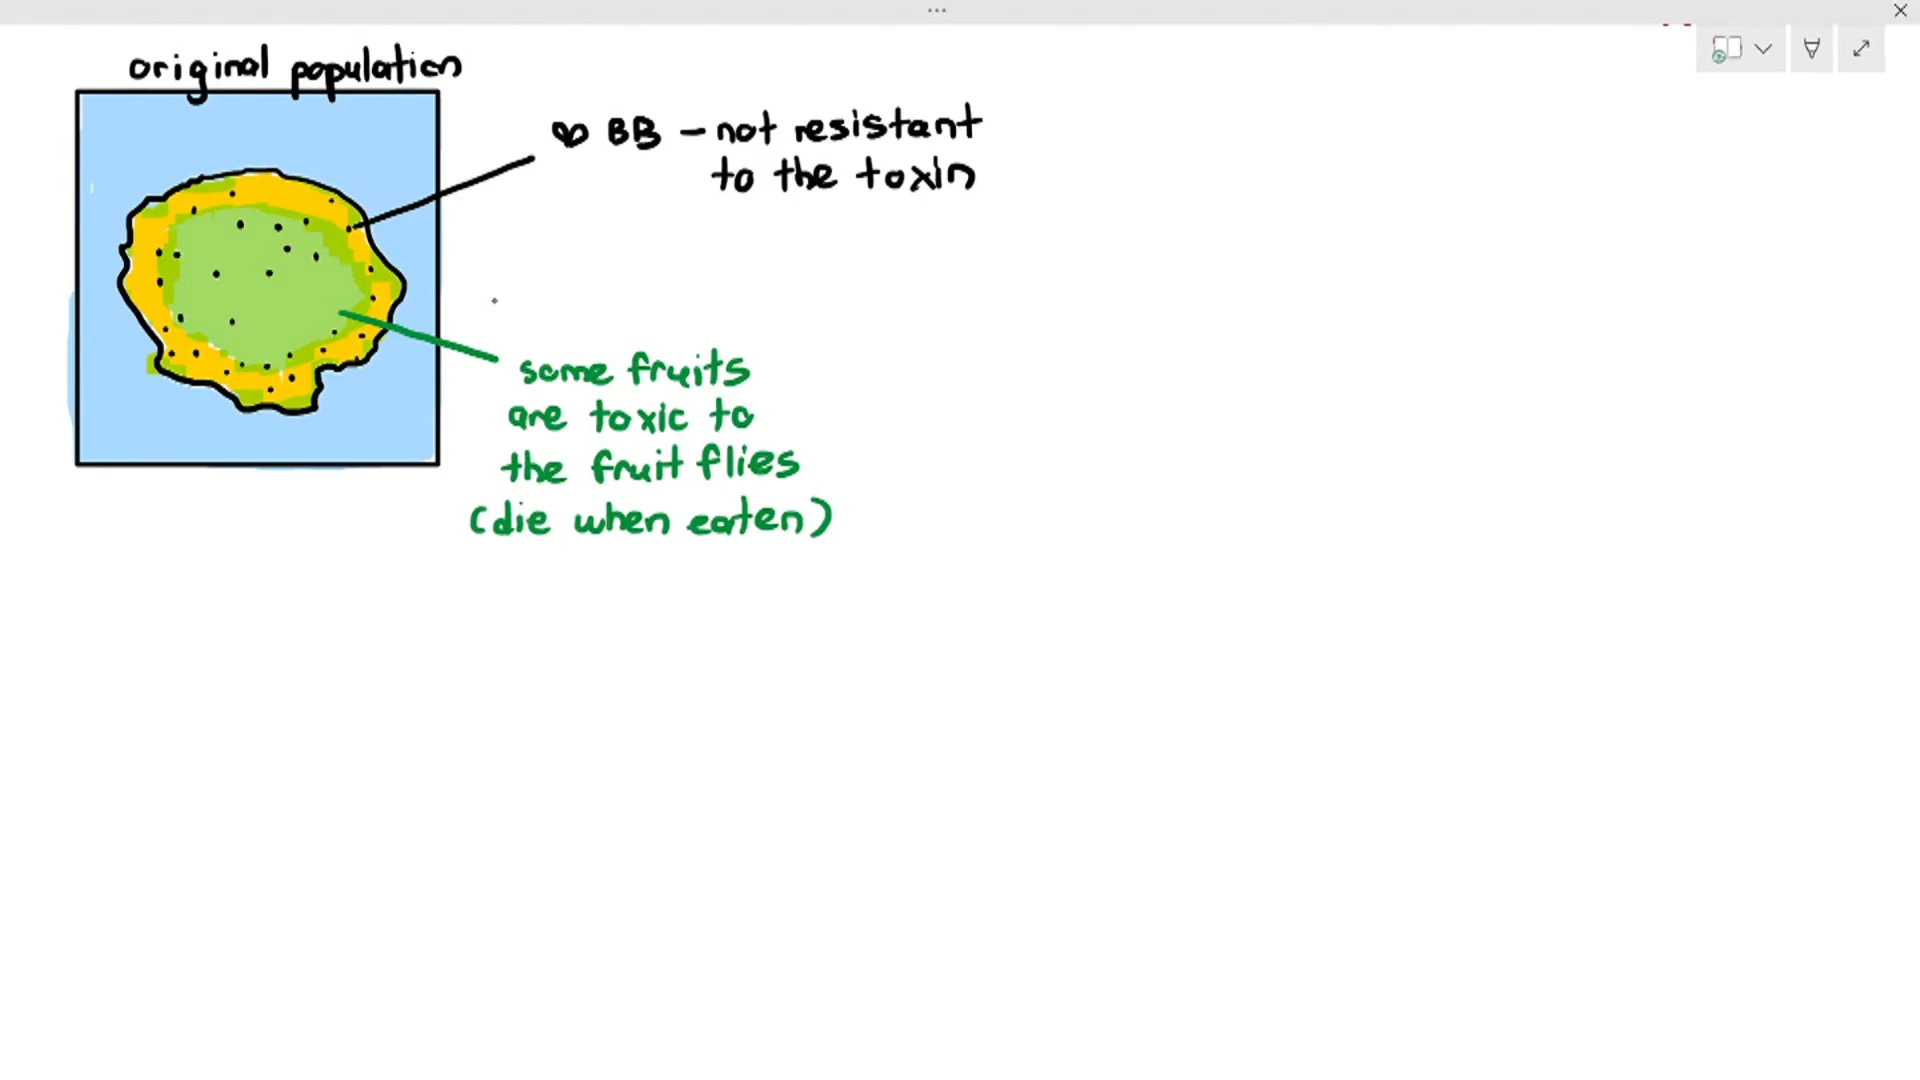 original population
BB - not resistant
to the toxin
some fruits
are toxic to
the fruit flies
(die when eaten)